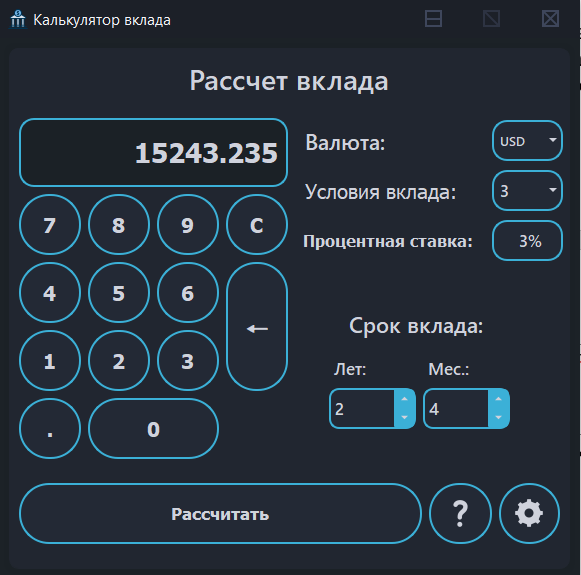 Калькулятор вклада
Рассчет вклада
15243.235
7 8 9 C
4 5 6 ←
1 2 3
. 0
Валюта: USD
Условия вклада: 3
Процентная ставка: 3%
Срок вклада:
Лет: Мес.:
2 4
Рассчитать ?